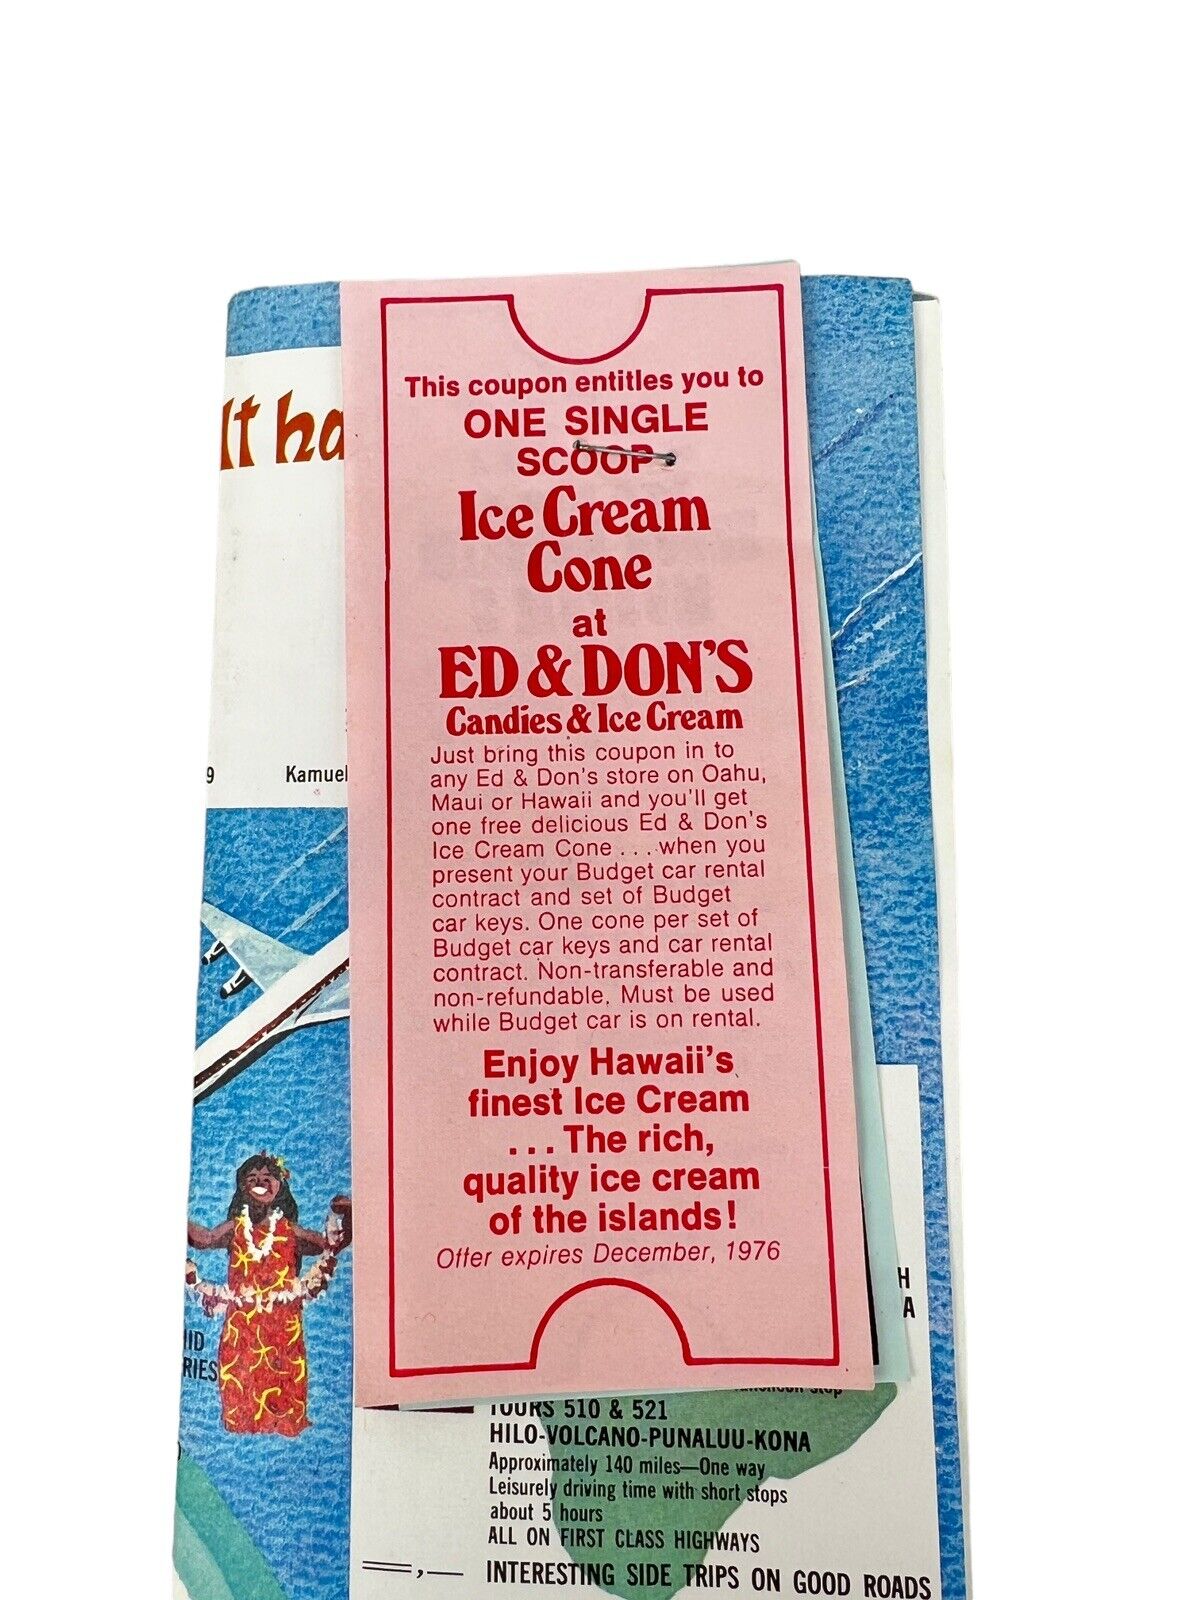 It ha
This coupon entitles you to
ONE SINGLE
SCOOP
Ice Cream
Cone
at
ED & DON'S
Candies & Ice Cream
Just bring this coupon in to
any Ed & Don's store on Oahu,
Maui or Hawaii and you'll get
one free delicious Ed & Don's
Ice Cream Cone . . . when you
present your Budget car rental
contract and set of Budget
car keys. One cone per set of
Budget car keys and car rental
contract. Non-transferable and
non-refundable. Must be used
while Budget car is on rental.
Enjoy Hawaii's
finest Ice Cream
. . . The rich,
quality ice cream
of the islands!
Offer expires December, 1976
9 Kamuel
HID
RIES
H
A
stop
TOURS 510 & 521
HILO-VOLCANO-PUNALUU-KONA
Approximately 140 miles—One way
Leisurely driving time with short stops
about 5 hours
ALL ON FIRST CLASS HIGHWAYS
INTERESTING SIDE TRIPS ON GOOD ROADS